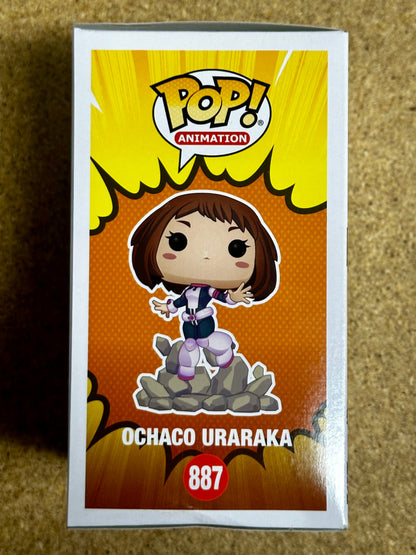 POP!
®
ANIMATION
OCHACO URARAKA
887